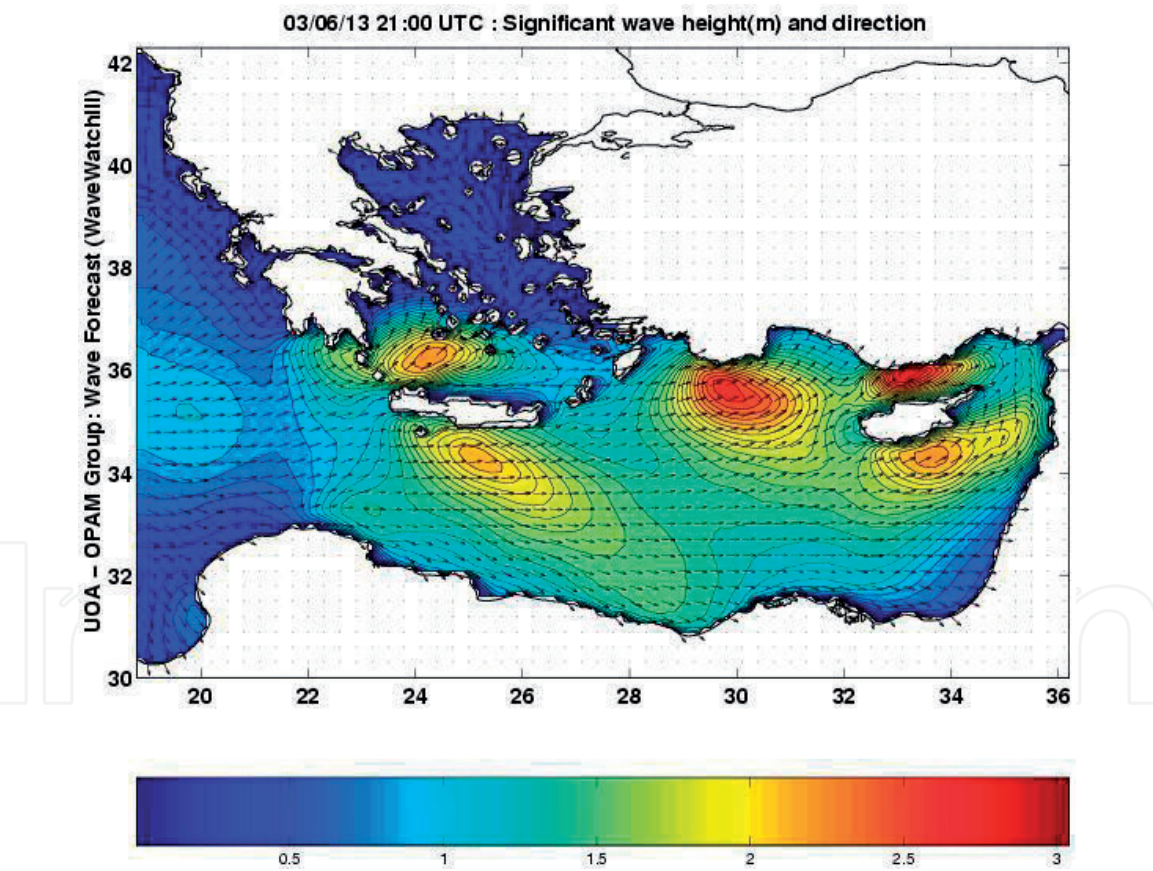 03/06/13 21:00 UTC : Significant wave height(m) and direction
UOA – OPAM Group: Wave Forecast (WaveWatchIII)
42
40
38
36
34
32
30
20 22 24 26 28 30 32 34 36
0.5 1 1.5 2 2.5 3